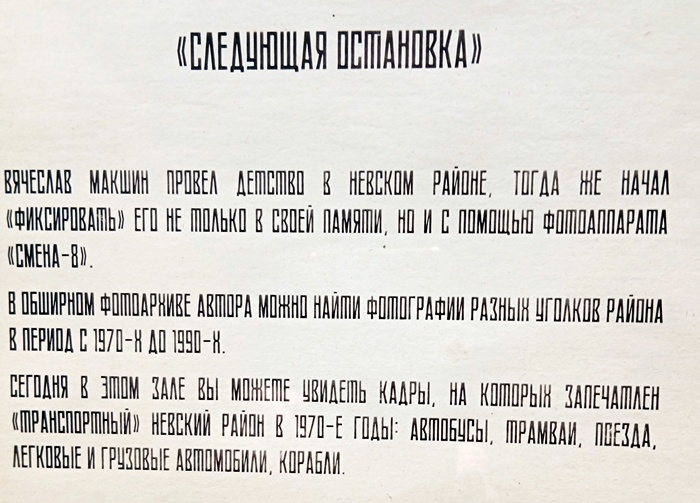 «СЛЕДУЮЩАЯ ОСТАНОВКА»
ВЯЧЕСЛАВ МАКШИН ПРОВЕЛ ДЕТСТВО В НЕВСКОМ РАЙОНЕ, ТОГДА ЖЕ НАЧАЛ
«ФИКСИРОВАТЬ» ЕГО НЕ ТОЛЬКО В СВОЕЙ ПАМЯТИ, НО И С ПОМОЩЬЮ ФОТОАППАРАТА
«СМЕНА-8».
В ОБШИРНОМ ФОТОАРХИВЕ АВТОРА МОЖНО НАЙТИ ФОТОГРАФИИ РАЗНЫХ УГОЛКОВ РАЙОНА
В ПЕРИОД С 1970-Х ДО 1990-Х.
СЕГОДНЯ В ЭТОМ ЗАЛЕ ВЫ МОЖЕТЕ УВИДЕТЬ КАДРЫ, НА КОТОРЫХ ЗАПЕЧАТЛЕН
«ТРАНСПОРТНЫЙ» НЕВСКИЙ РАЙОН В 1970-Е ГОДЫ: АВТОБУСЫ, ТРАМВАИ, ПОЕЗДА,
ЛЕГКОВЫЕ И ГРУЗОВЫЕ АВТОМОБИЛИ, КОРАБЛИ.